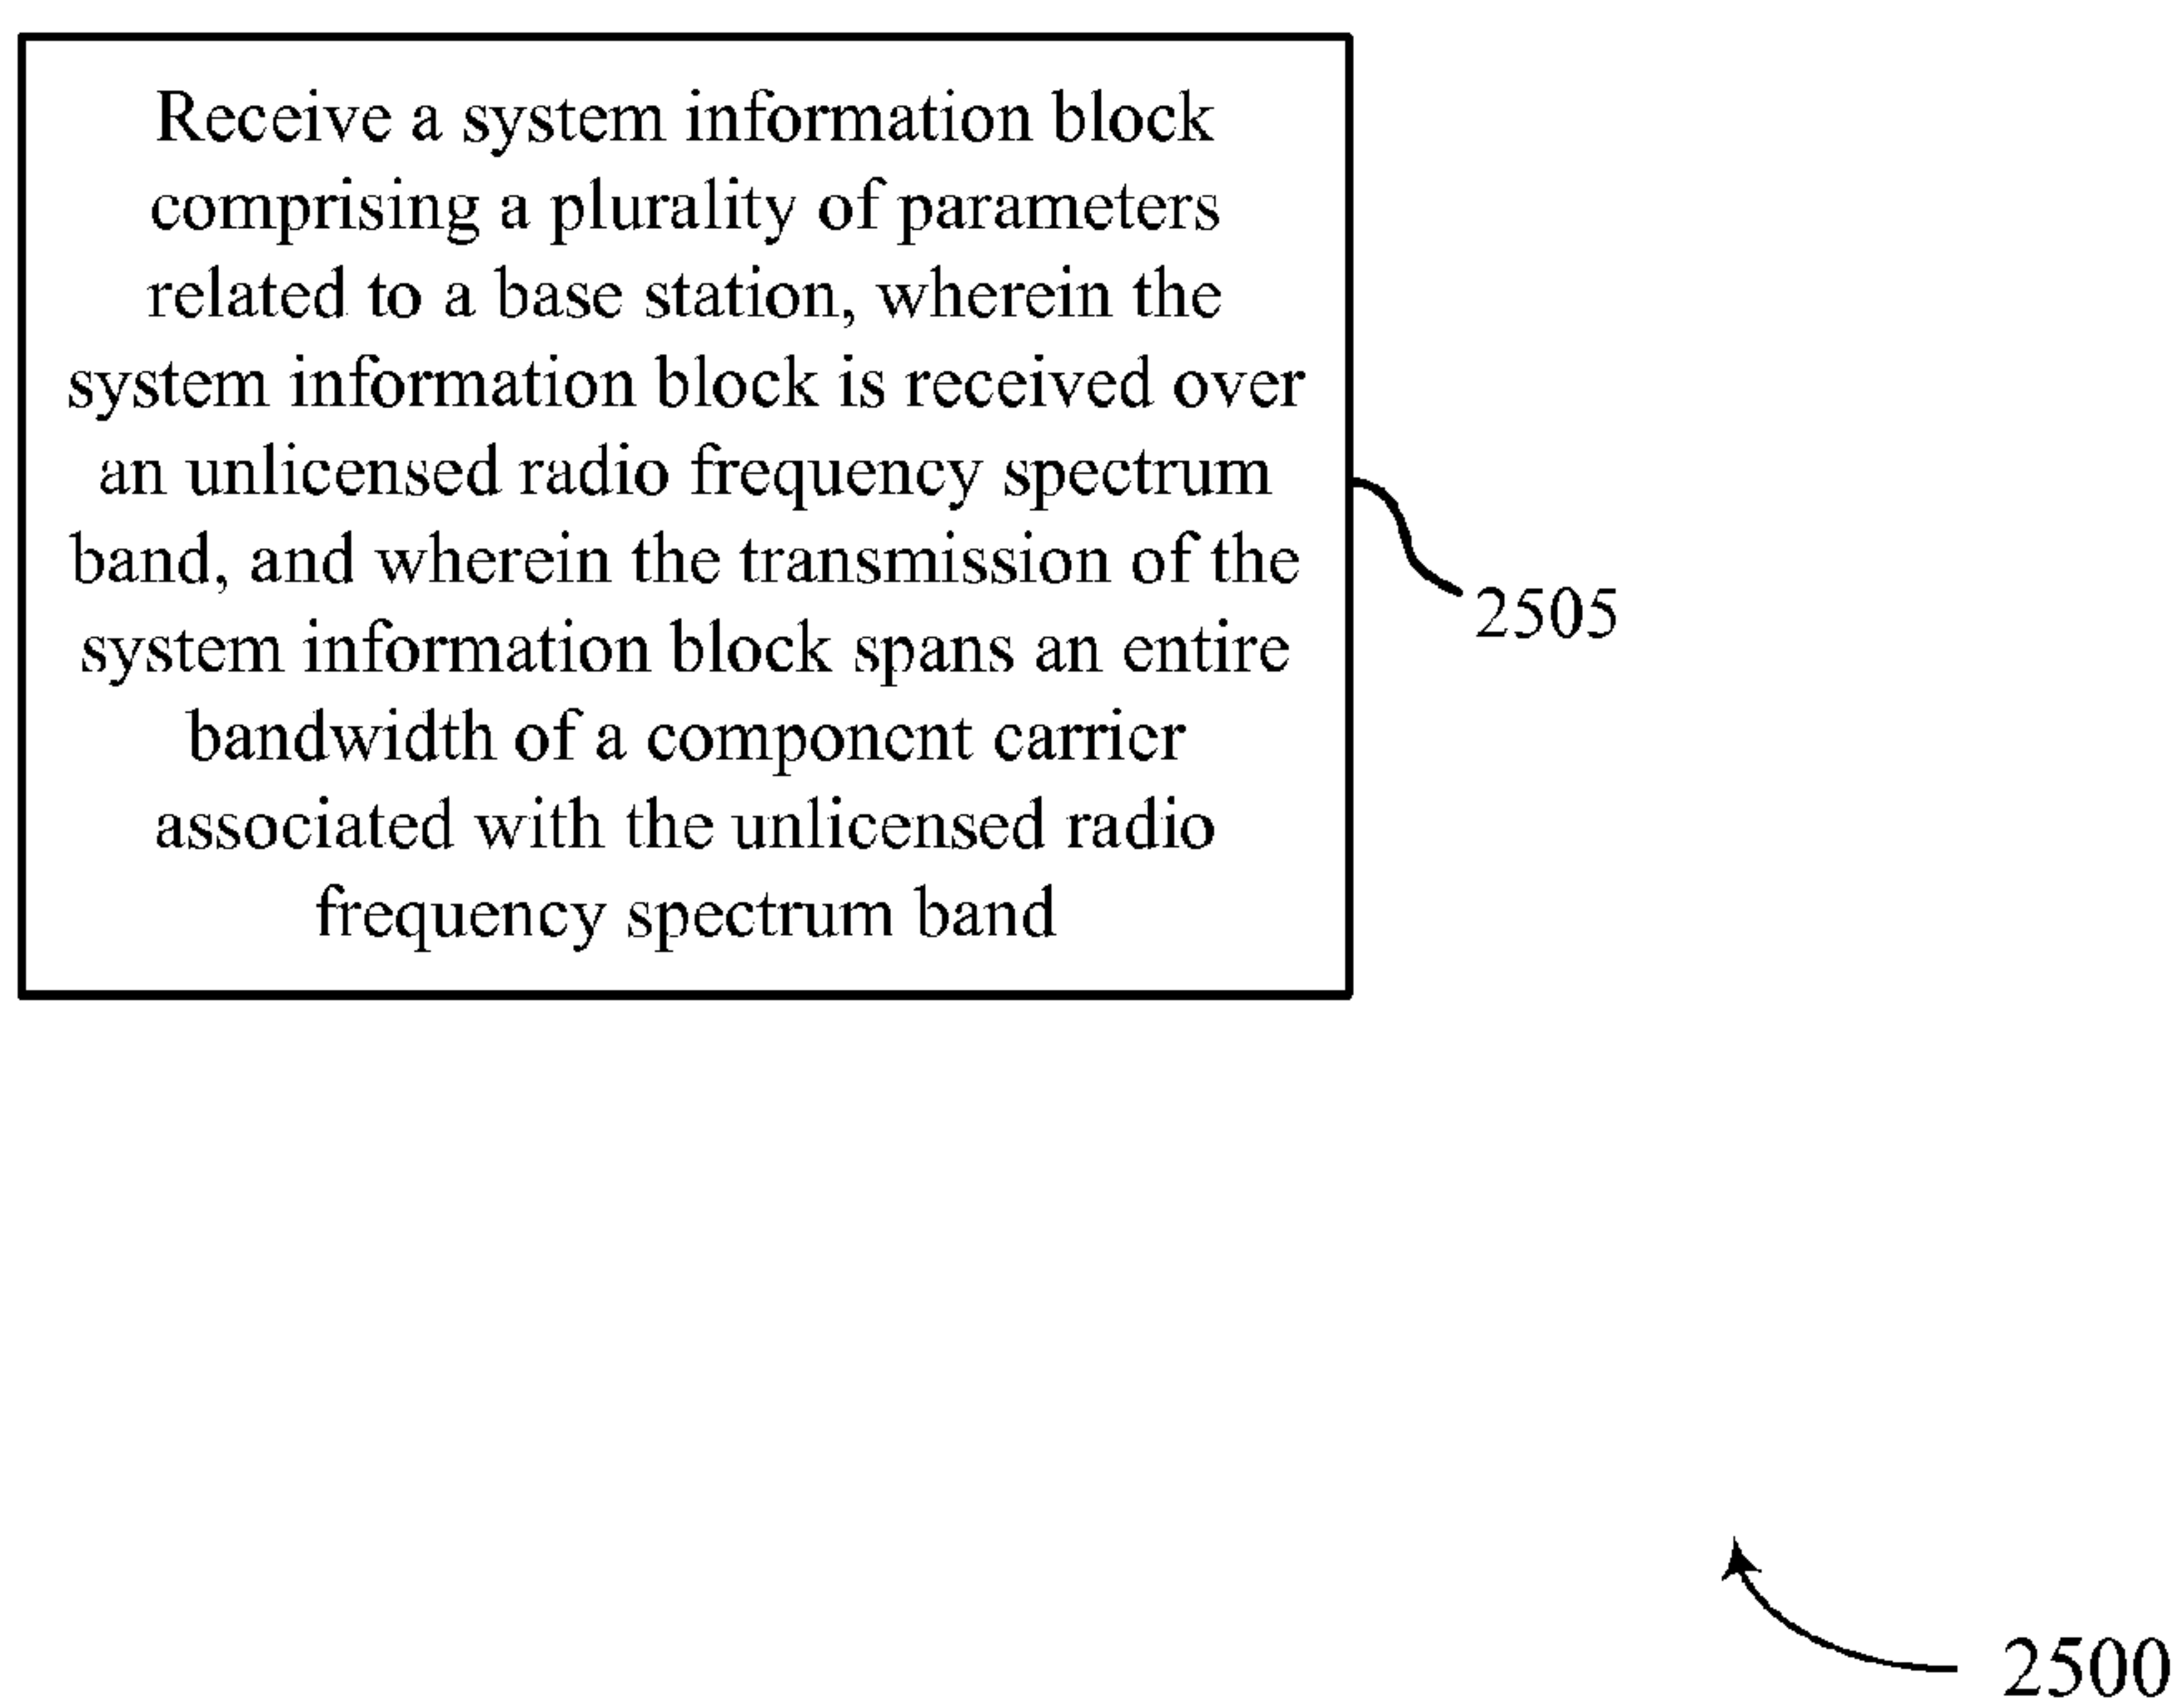 Receive a system information block
comprising a plurality of parameters
related to a base station, wherein the
system information block is received over
an unlicensed radio frequency spectrum
band, and wherein the transmission of the
system information block spans an entire
bandwidth of a component carrier
associated with the unlicensed radio
frequency spectrum band
2505
2500